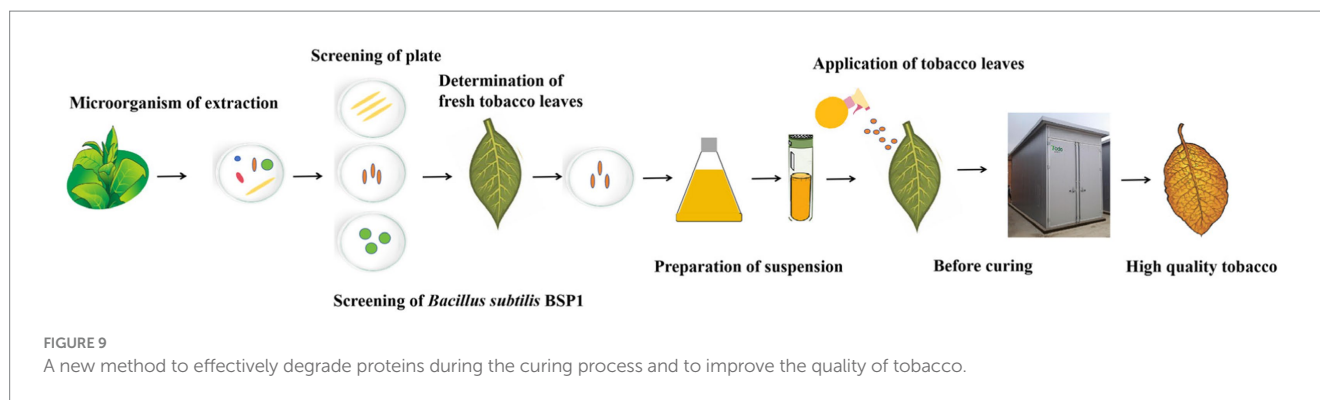 Screening of plate
Microorganism of extraction
Determination of
fresh tobacco leaves
Application of tobacco leaves
Preparation of suspension
Before curing
High quality tobacco
Screening of Bacillus subtilis BSP1
FIGURE 9
A new method to effectively degrade proteins during the curing process and to improve the quality of tobacco.